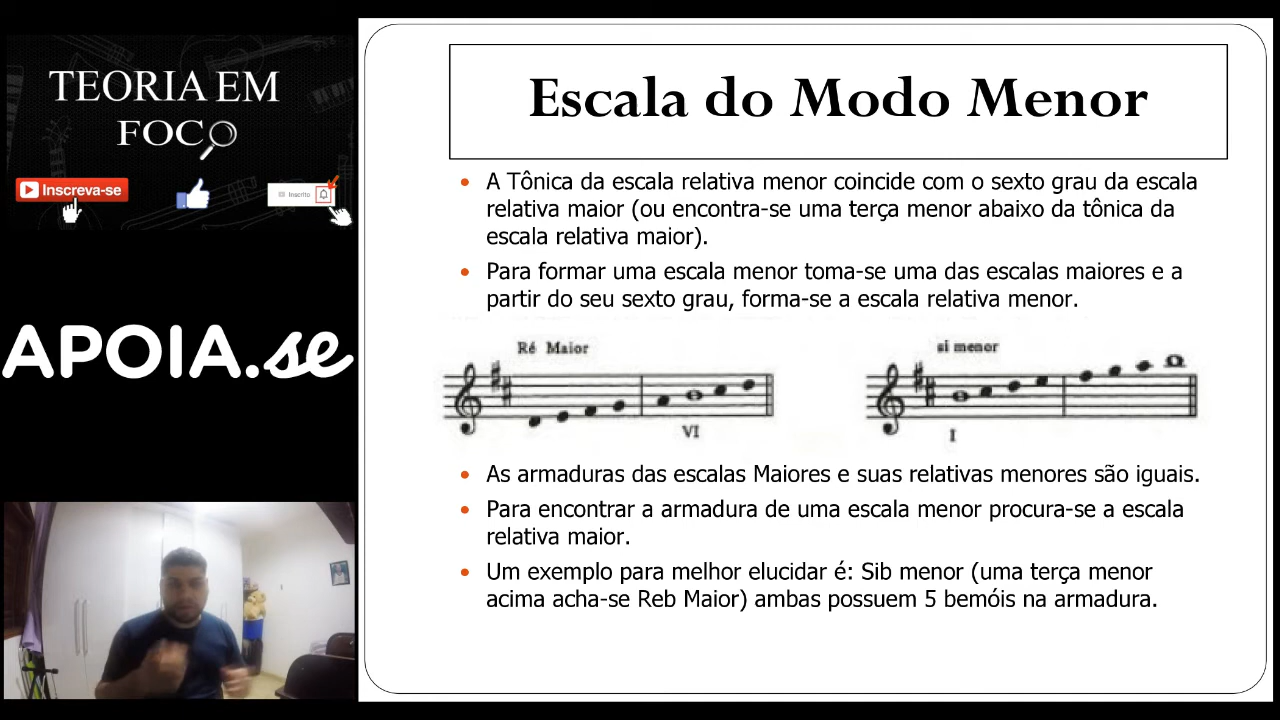 TEORIA EM
FOCO
Inscreva-se
Inscrito
APOIA.se
Escala do Modo Menor
• A Tônica da escala relativa menor coincide com o sexto grau da escala
relativa maior (ou encontra-se uma terça menor abaixo da tônica da
escala relativa maior).
• Para formar uma escala menor toma-se uma das escalas maiores e a
partir do seu sexto grau, forma-se a escala relativa menor.
Ré Maior
VI
si menor
I
• As armaduras das escalas Maiores e suas relativas menores são iguais.
• Para encontrar a armadura de uma escala menor procura-se a escala
relativa maior.
• Um exemplo para melhor elucidar é: Sib menor (uma terça menor
acima acha-se Reb Maior) ambas possuem 5 bemóis na armadura.